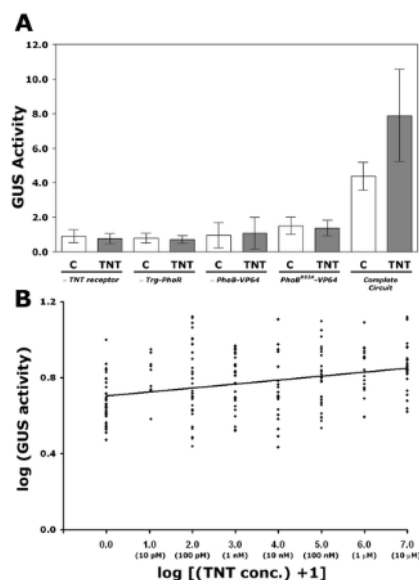 A
GUS Activity
12.0
10.0
8.0
6.0
4.0
2.0
0.0
C TNT C TNT C TNT C TNT C TNT
– TNT receptor – Trg-PhoR – PhoB-VP64 PhoB -VP64 Complete Circuit
B
log (GUS activity)
1.2
0.8
0.4
0.0
0.0 1.0 2.0 3.0 4.0 5.0 6.0 7.0
(10 pM) (100 pM) (1 nM) (10 nM) (100 nM) (1 µM) (10 µM)
log [(TNT conc.) +1]